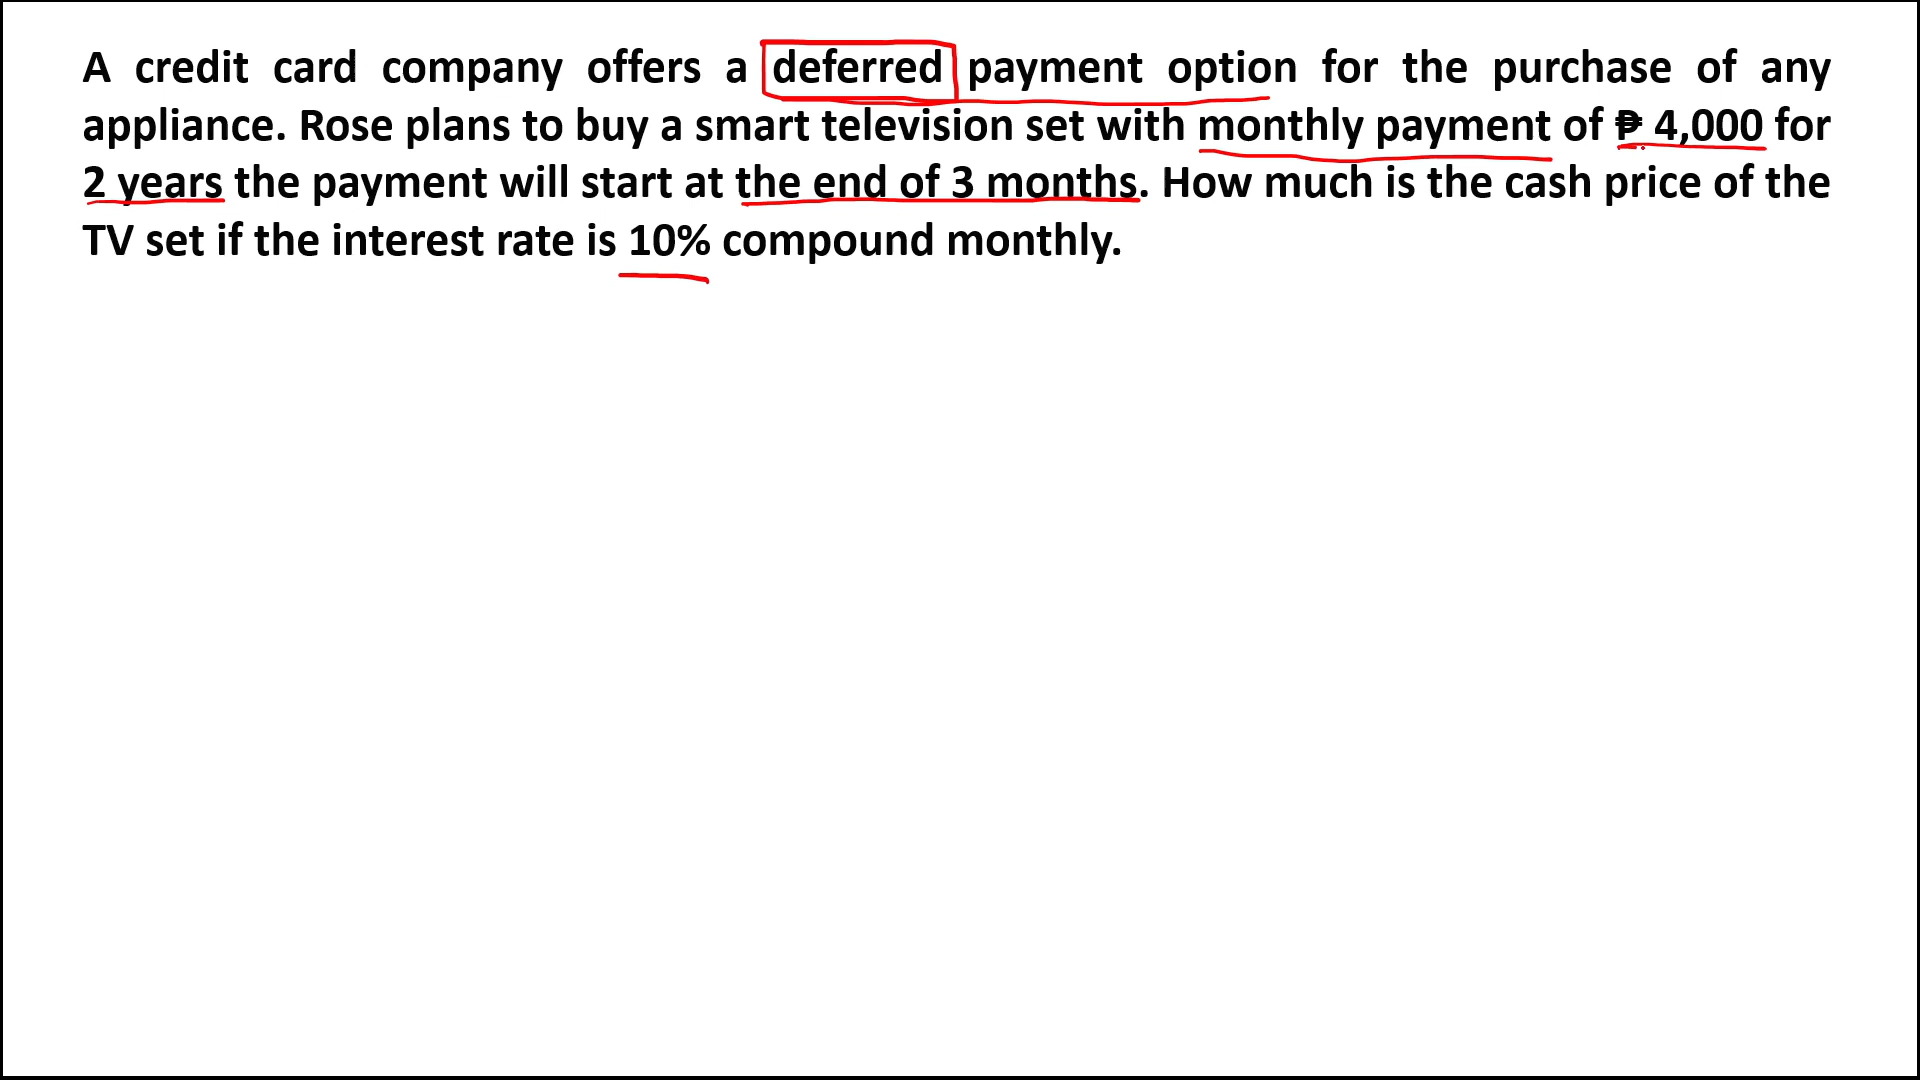 A credit card company offers a deferred payment option for the purchase of any
appliance. Rose plans to buy a smart television set with monthly payment of ₱ 4,000 for
2 years the payment will start at the end of 3 months. How much is the cash price of the
TV set if the interest rate is 10% compound monthly.